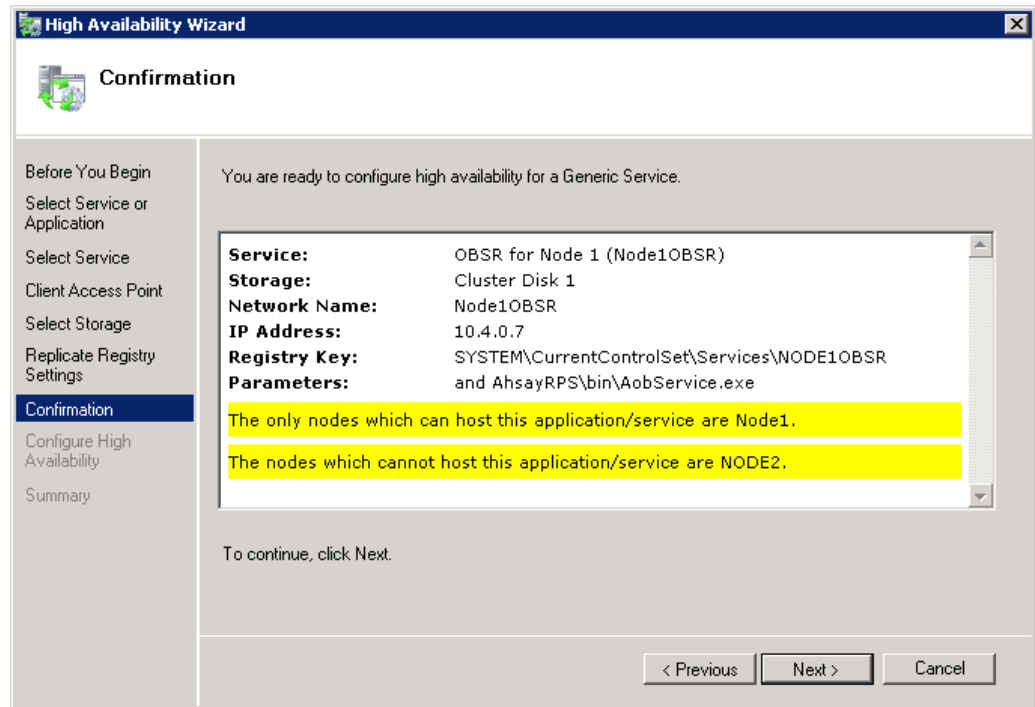 High Availability Wizard
Confirmation
Before You Begin
Select Service or
Application
Select Service
Client Access Point
Select Storage
Replicate Registry
Settings
Confirmation
Configure High
Availability
Summary
You are ready to configure high availability for a Generic Service.
Service: OBSR for Node 1 (Node1OBSR)
Storage: Cluster Disk 1
Network Name: Node1OBSR
IP Address: 10.4.0.7
Registry Key: SYSTEM\CurrentControlSet\Services\NODE1OBSR
Parameters: and AhsayRPS\bin\AobService.exe
The only nodes which can host this application/service are Node1.
The nodes which cannot host this application/service are NODE2.
To continue, click Next.
< Previous Next > Cancel